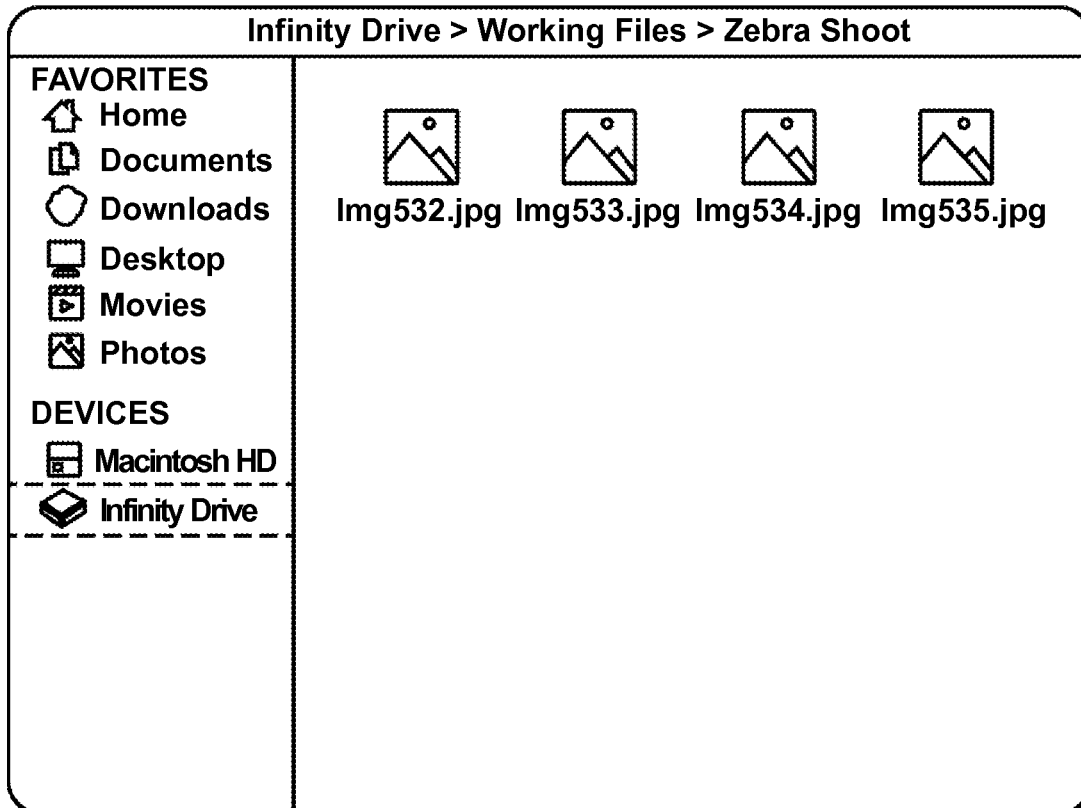 Infinity Drive > Working Files > Zebra Shoot
FAVORITES
Home
Documents
Downloads
Desktop
Movies
Photos
DEVICES
Macintosh HD
Infinity Drive
Img532.jpg Img533.jpg Img534.jpg Img535.jpg